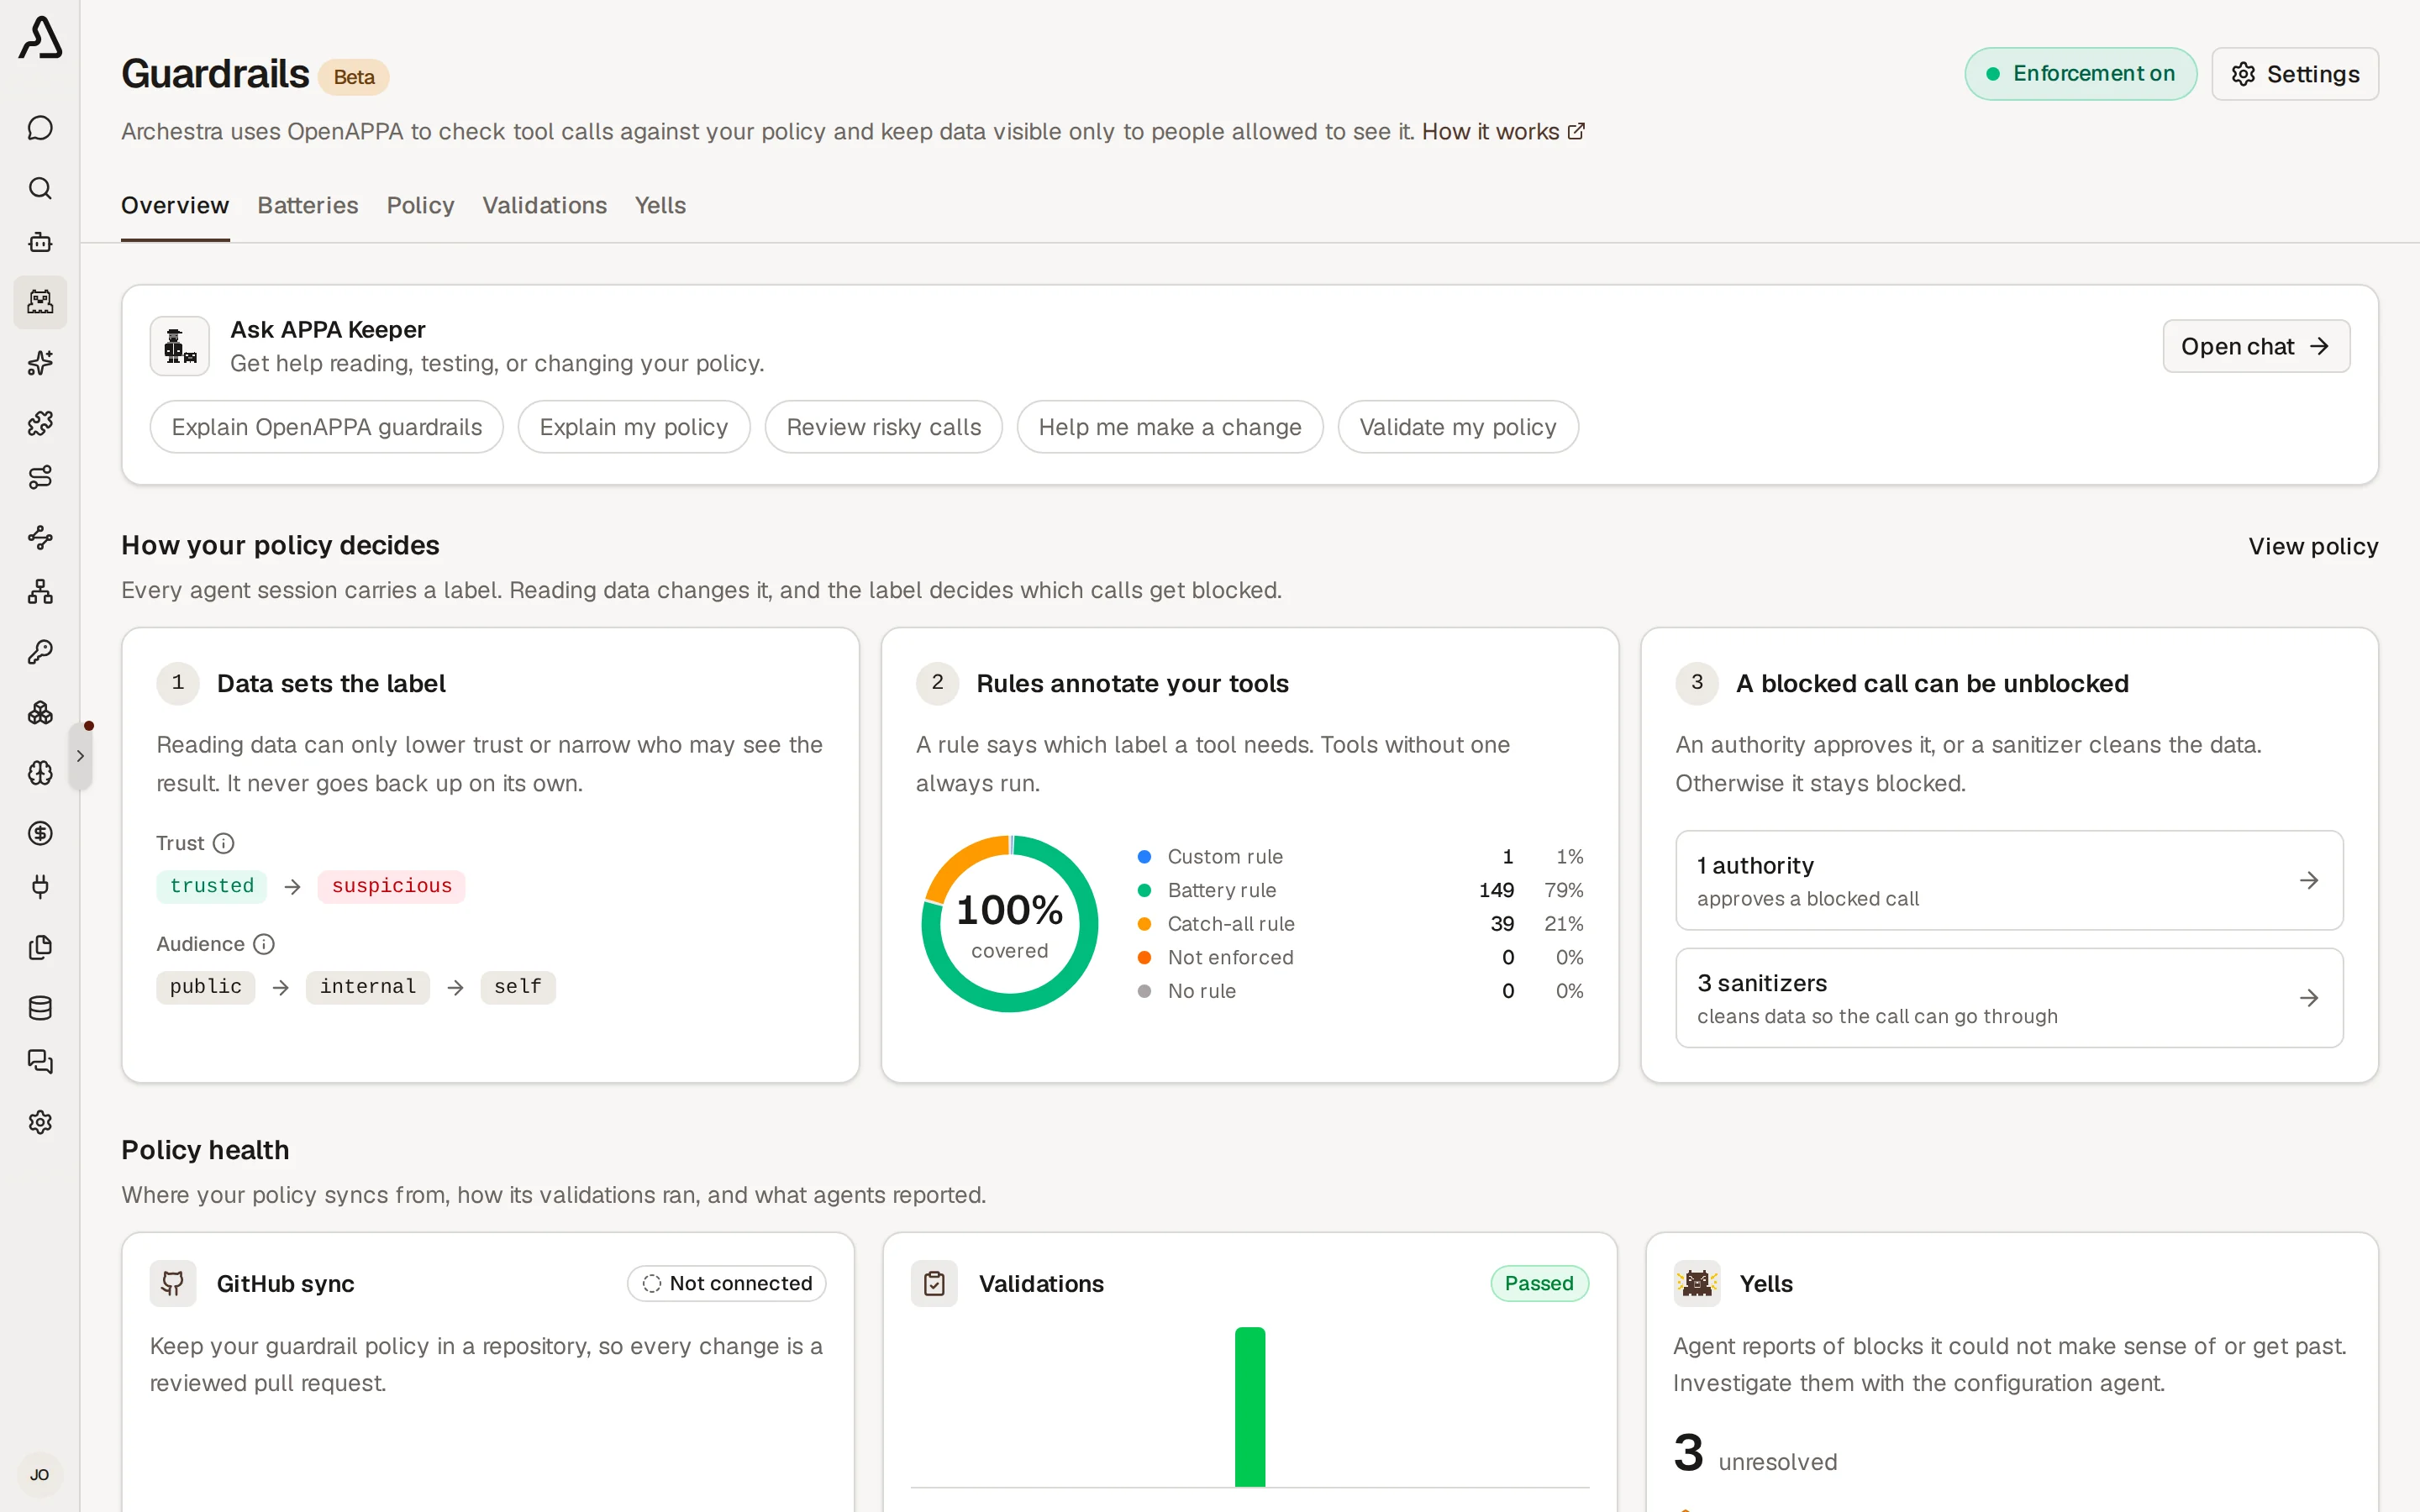 Guardrails Beta
Enforcement on
Settings
Archestra uses OpenAPPA to check tool calls against your policy and keep data visible only to people allowed to see it. How it works
Overview
Batteries
Policy
Validations
Yells
Ask APPA Keeper
Get help reading, testing, or changing your policy.
Open chat
Explain OpenAPPA guardrails
Explain my policy
Review risky calls
Help me make a change
Validate my policy
How your policy decides
View policy
Every agent session carries a label. Reading data changes it, and the label decides which calls get blocked.
1 Data sets the label
Reading data can only lower trust or narrow who may see the
result. It never goes back up on its own.
Trust
trusted → suspicious
Audience
public → internal → self
2 Rules annotate your tools
A rule says which label a tool needs. Tools without one
always run.
100%
covered
Custom rule 1 1%
Battery rule 149 79%
Catch-all rule 39 21%
Not enforced 0 0%
No rule 0 0%
3 A blocked call can be unblocked
An authority approves it, or a sanitizer cleans the data.
Otherwise it stays blocked.
1 authority
approves a blocked call
3 sanitizers
cleans data so the call can go through
Policy health
Where your policy syncs from, how its validations ran, and what agents reported.
GitHub sync
Not connected
Keep your guardrail policy in a repository, so every change is a
reviewed pull request.
Validations
Passed
Yells
Agent reports of blocks it could not make sense of or get past.
Investigate them with the configuration agent.
3 unresolved
JO